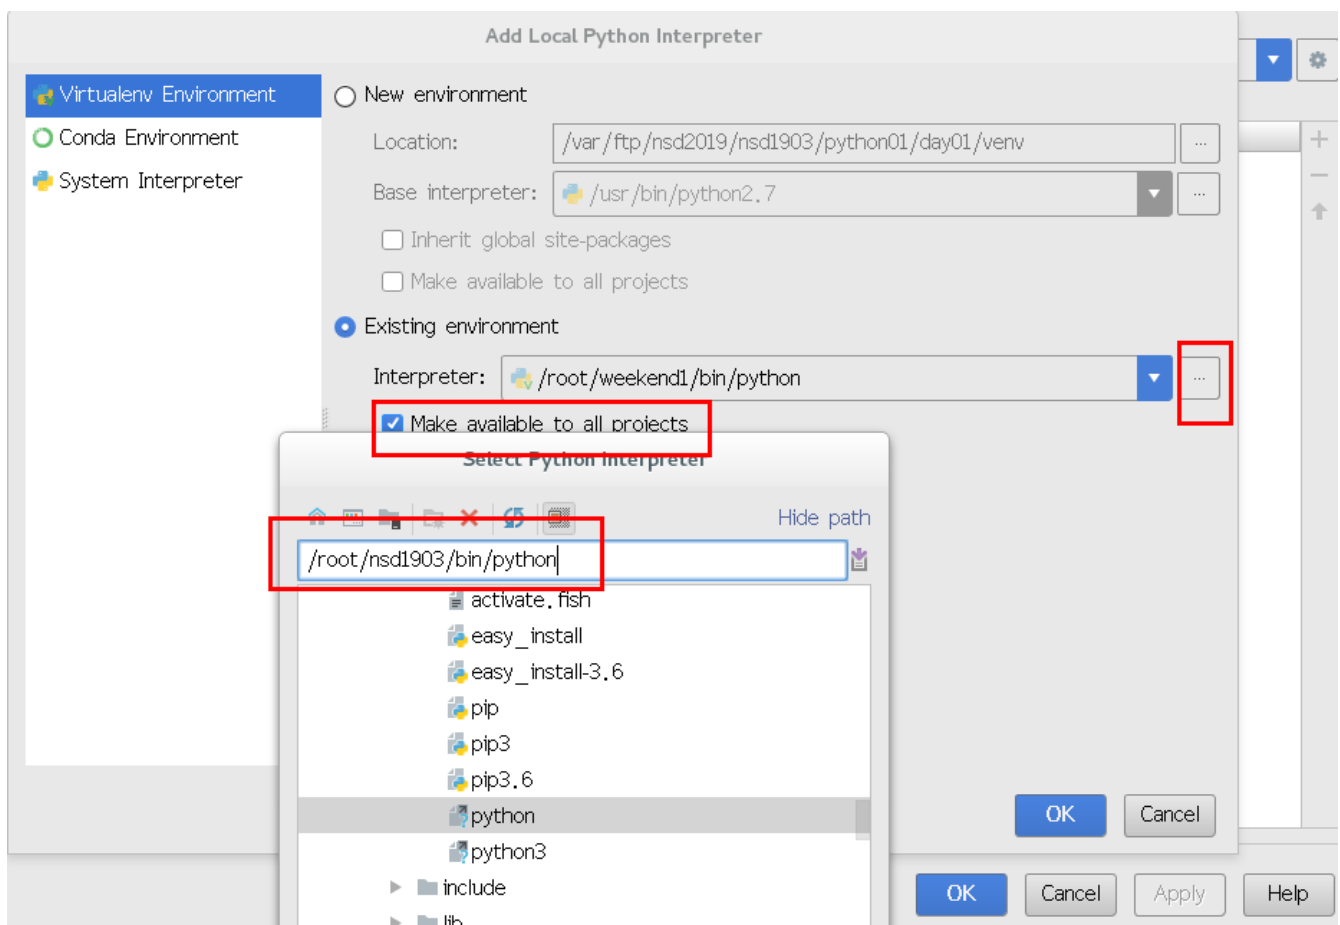 Add Local Python Interpreter
Virtualenv Environment
Conda Environment
System Interpreter
New environment
Location: /var/ftp/nsd2019/nsd1903/python01/day01/venv ...
Base interpreter: /usr/bin/python2.7 ...
Inherit global site-packages
Make available to all projects
Existing environment
Interpreter: /root/weekend1/bin/python ...
Make available to all projects
Select Python Interpreter
Hide path
/root/nsd1903/bin/python
activate.fish
easy_install
easy_install-3.6
pip
pip3
pip3.6
python
python3
include
lib
OK Cancel
OK Cancel Apply Help